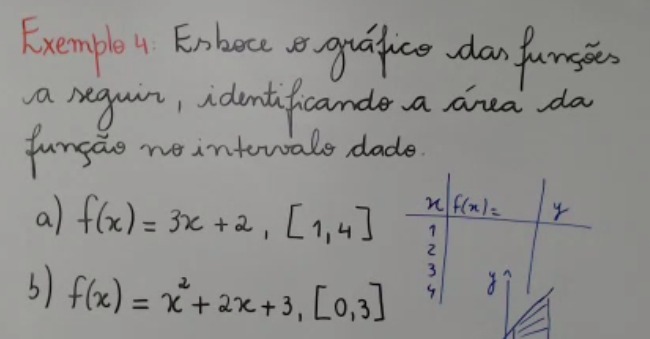 Exemplo 4: Esboce o gráfico das funções
a seguir, identificando a área da
função no intervalo dado.
x f(x)= y
a) f(x) = 3x + 2, [1,4]
1
2
3
4
y
b) f(x) = x² + 2x + 3, [0,3]